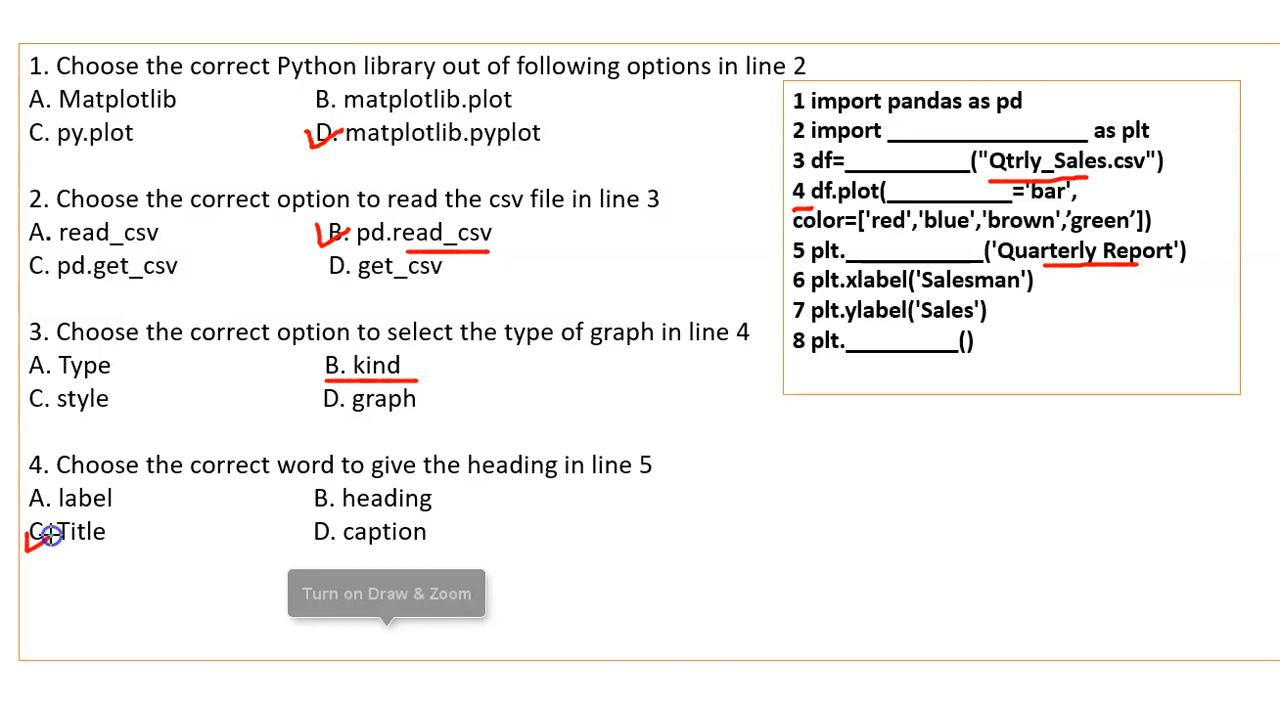 1. Choose the correct Python library out of following options in line 2
A. Matplotlib B. matplotlib.plot
C. py.plot D. matplotlib.pyplot
2. Choose the correct option to read the csv file in line 3
A. read_csv B. pd.read_csv
C. pd.get_csv D. get_csv
3. Choose the correct option to select the type of graph in line 4
A. Type B. kind
C. style D. graph
4. Choose the correct word to give the heading in line 5
A. label B. heading
C. Title D. caption
Turn on Draw & Zoom
1 import pandas as pd
2 import _________________ as plt
3 df=___________("Qtrly_Sales.csv")
4 df.plot(___________='bar',
color=['red','blue','brown',’green’])
5 plt.____________('Quarterly Report')
6 plt.xlabel('Salesman')
7 plt.ylabel('Sales')
8 plt.__________()